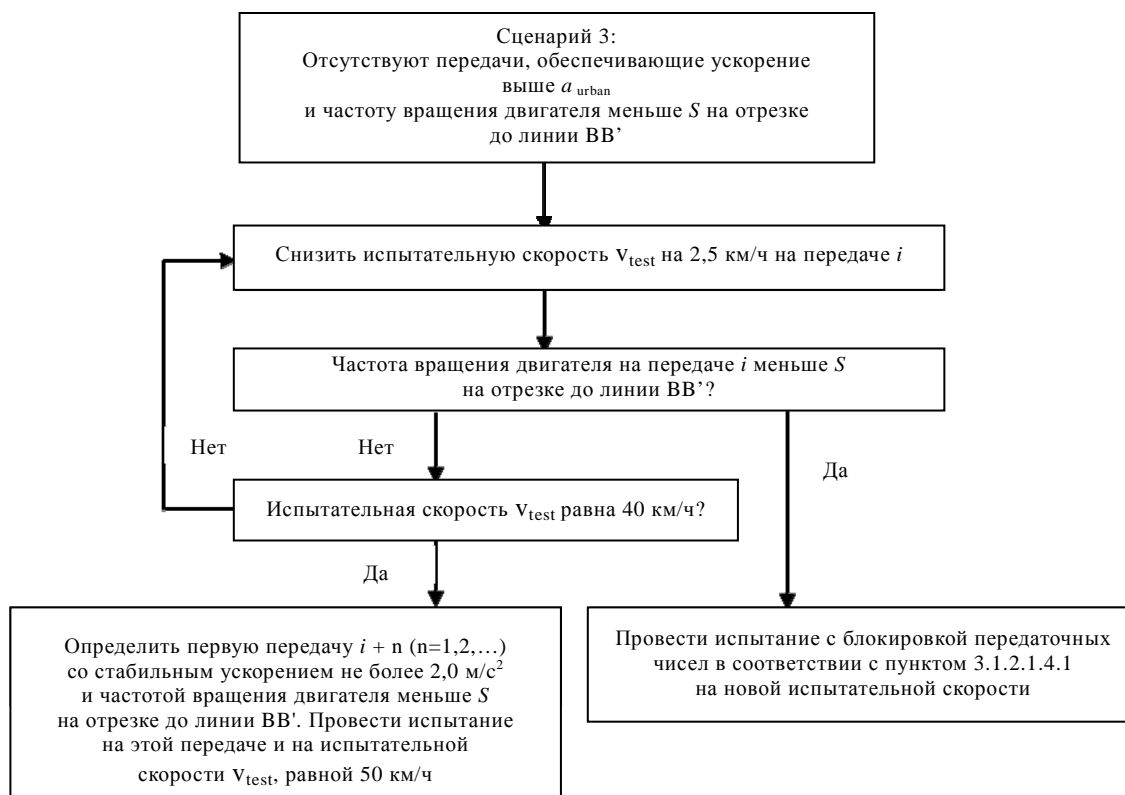 Сценарий 3:
Отсутствуют передачи, обеспечивающие ускорение
выше a urban
и частоту вращения двигателя меньше S на отрезке
до линии BB’
Снизить испытательную скорость vtest на 2,5 км/ч на передаче i
Частота вращения двигателя на передаче i меньше S
на отрезке до линии BB’?
Нет
Нет
Да
Испытательная скорость vtest равна 40 км/ч?
Да
Определить первую передачу i + n (n=1,2,…)
со стабильным ускорением не более 2,0 м/с2
и частотой вращения двигателя меньше S
на отрезке до линии BB'. Провести испытание
на этой передаче и на испытательной
скорости vtest, равной 50 км/ч
Провести испытание с блокировкой передаточных
чисел в соответствии с пунктом 3.1.2.1.4.1
на новой испытательной скорости